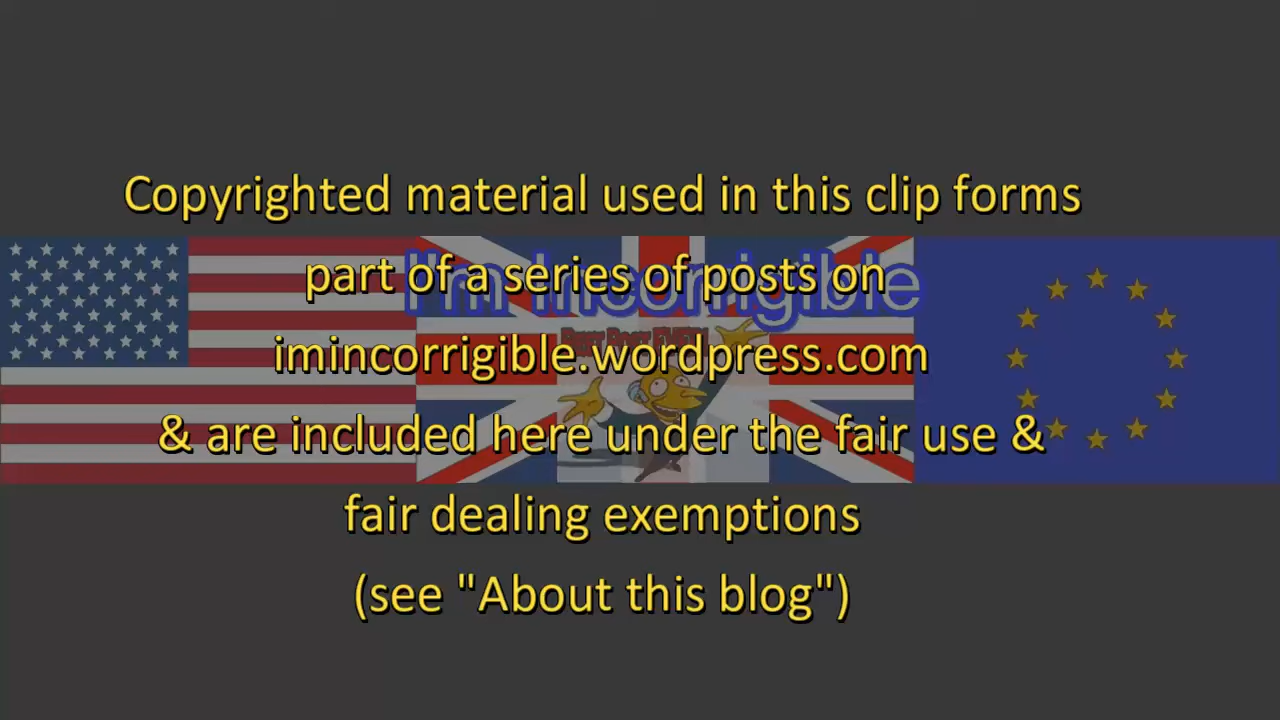 Copyrighted material used in this clip forms
I'm Incorrigible
part of a series of posts on
imincorrigible.wordpress.com
& are included here under the fair use &
fair dealing exemptions
(see "About this blog")